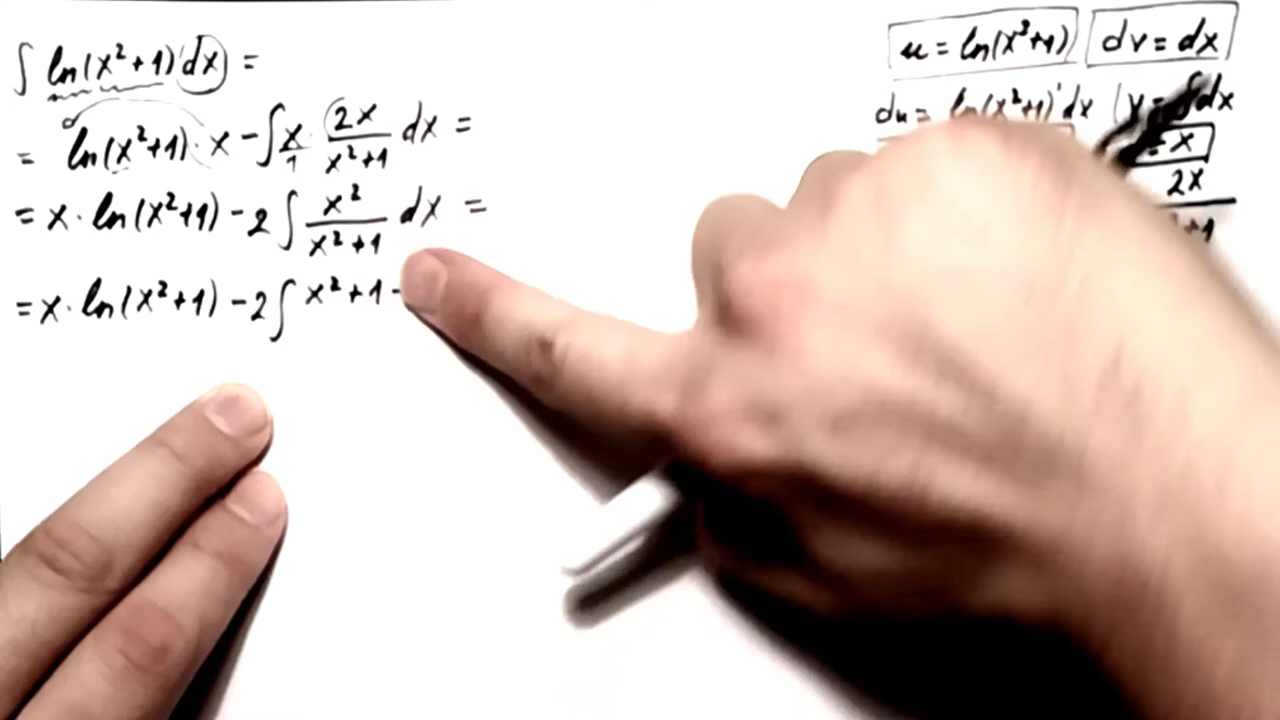 ∫ ln(x²+1) dx =
= ln(x²+1) · x − ∫ x/1 · 2x/(x²+1) dx =
= x · ln(x²+1) − 2 ∫ x²/(x²+1) dx =
= x · ln(x²+1) − 2 ∫ x²+1 -
u = ln(x²+1) dv = dx
du = ln(x²+1)' dx v = ∫dx
= x
2x